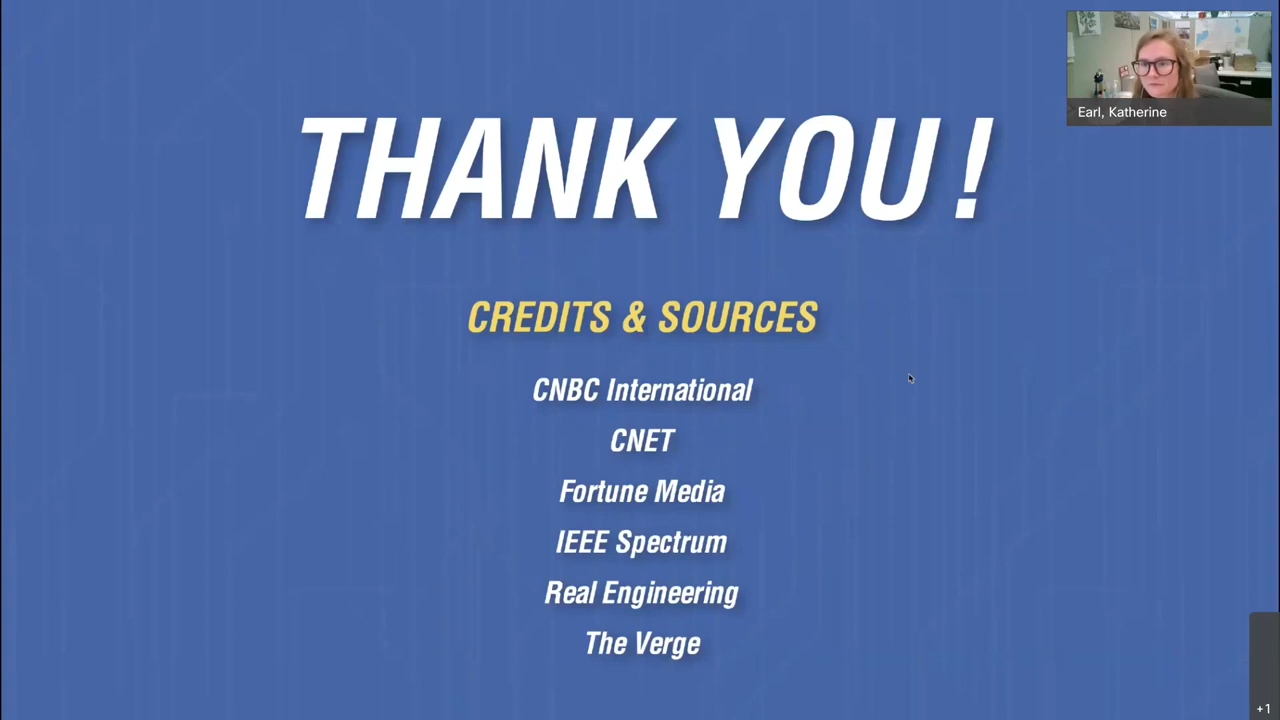 THANK YOU!
Earl, Katherine
CREDITS & SOURCES
CNBC International
CNET
Fortune Media
IEEE Spectrum
Real Engineering
The Verge
+1